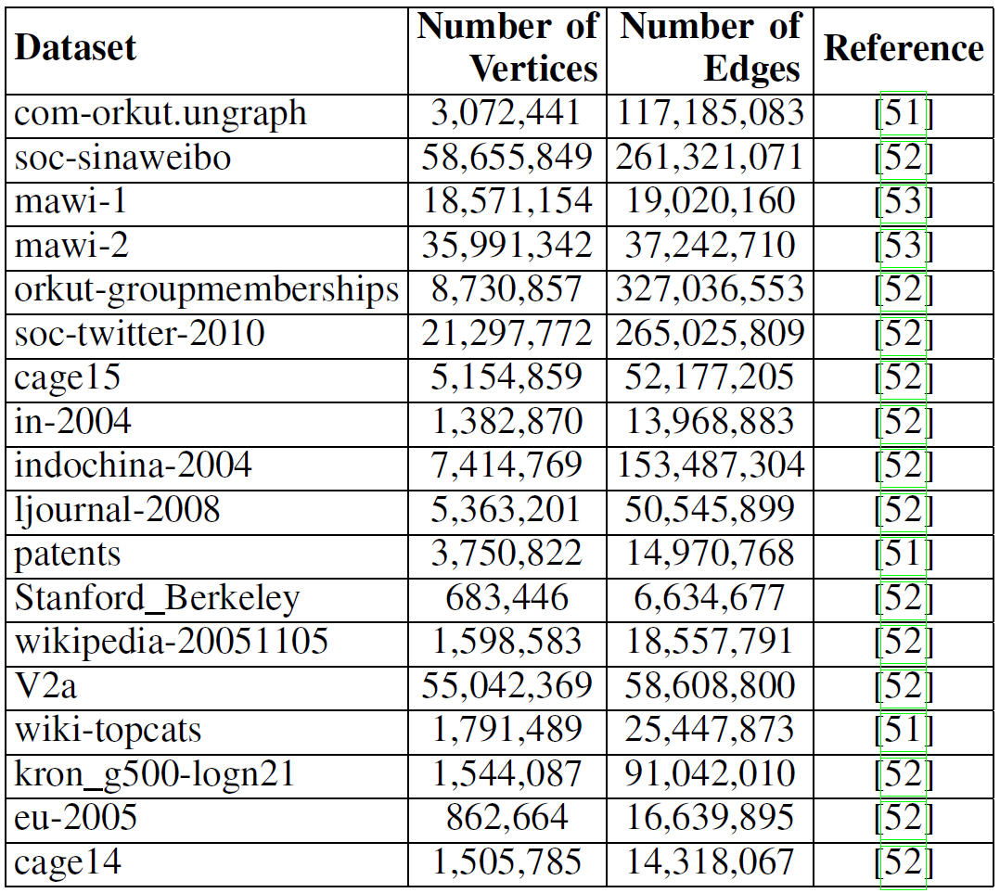 Dataset Number of Vertices Number of Edges Reference
com-orkut.ungraph 3,072,441 117,185,083 [51]
soc-sinaweibo 58,655,849 261,321,071 [52]
mawi-1 18,571,154 19,020,160 [53]
mawi-2 35,991,342 37,242,710 [53]
orkut-groupmemberships 8,730,857 327,036,553 [52]
soc-twitter-2010 21,297,772 265,025,809 [52]
cage15 5,154,859 52,177,205 [52]
in-2004 1,382,870 13,968,883 [52]
indochina-2004 7,414,769 153,487,304 [52]
ljournal-2008 5,363,201 50,545,899 [52]
patents 3,750,822 14,970,768 [51]
Stanford_Berkeley 683,446 6,634,677 [52]
wikipedia-20051105 1,598,583 18,557,791 [52]
V2a 55,042,369 58,608,800 [52]
wiki-topcats 1,791,489 25,447,873 [51]
kron_g500-logn21 1,544,087 91,042,010 [52]
eu-2005 862,664 16,639,895 [52]
cage14 1,505,785 14,318,067 [52]